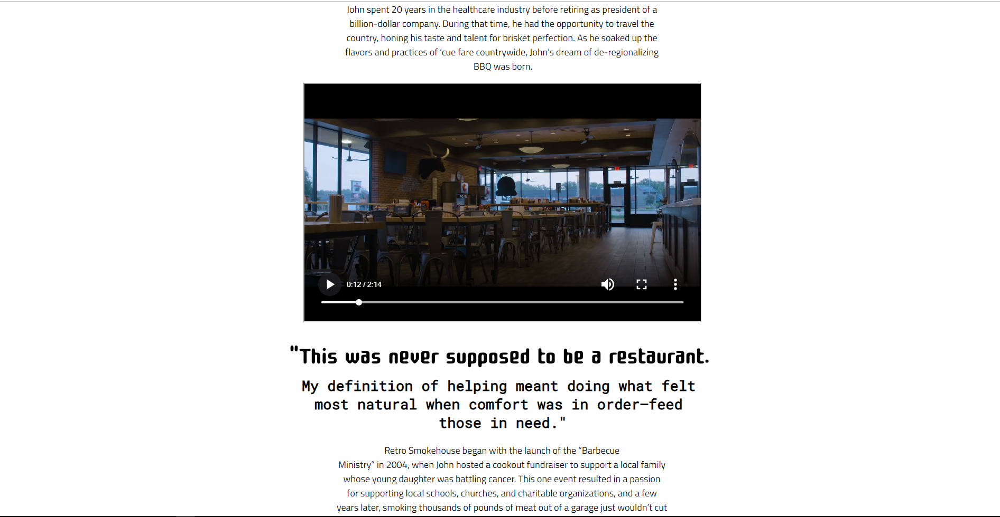 John spent 20 years in the healthcare industry before retiring as president of a
billion-dollar company. During that time, he had the opportunity to travel the
country, honing his taste and talent for brisket perfection. As he soaked up the
flavors and practices of ‘cue fare countrywide, John’s dream of de-regionalizing
BBQ was born.
0:12 / 2:14
"This was never supposed to be a restaurant.
My definition of helping meant doing what felt
most natural when comfort was in order—feed
those in need."
Retro Smokehouse began with the launch of the “Barbecue
Ministry” in 2004, when John hosted a cookout fundraiser to support a local family
whose young daughter was battling cancer. This one event resulted in a passion
for supporting local schools, churches, and charitable organizations, and a few
years later, smoking thousands of pounds of meat out of a garage just wouldn’t cut